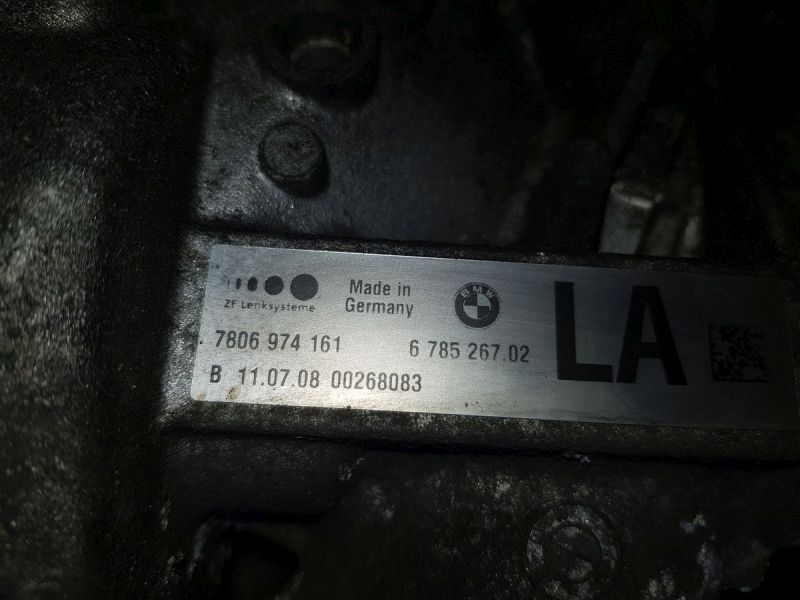 ZF Lenksysteme
Made in
Germany
BMW
LA
7806 974 161
6 785 267.02
B 11.07.08 00268083